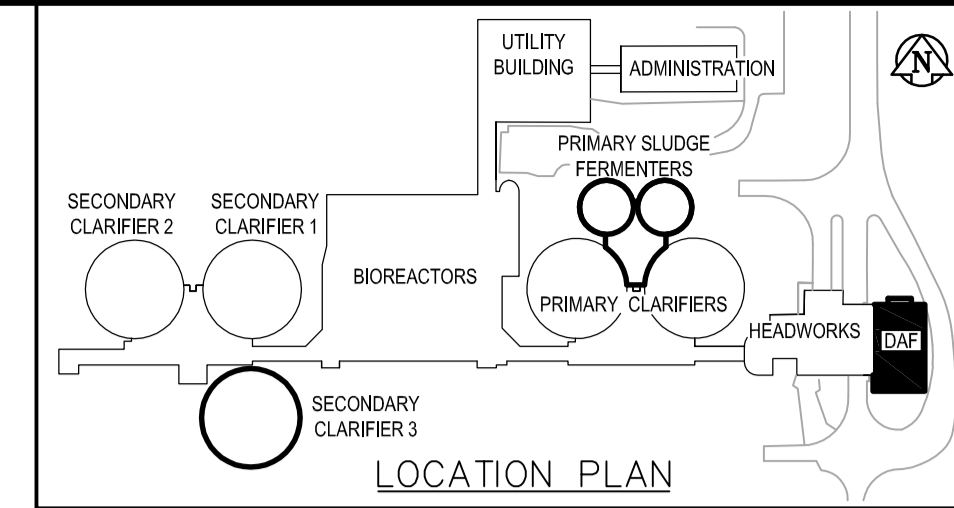 UTILITY
BUILDING
ADMINISTRATION
N
PRIMARY SLUDGE
FERMENTERS
SECONDARY
CLARIFIER 2
SECONDARY
CLARIFIER 1
BIOREACTORS
PRIMARY CLARIFIERS
HEADWORKS
DAF
SECONDARY
CLARIFIER 3
LOCATION PLAN